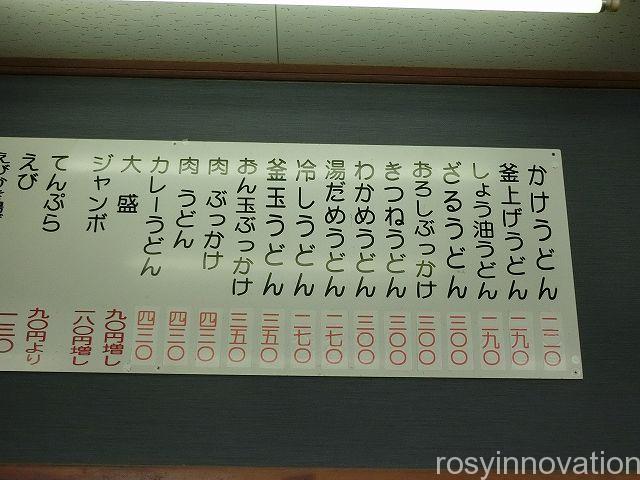 かけうどん 二二〇
釜上げうどん 二九〇
しょう油うどん 二九〇
ざるうどん 三〇〇
おろしぶっかけ 三〇〇
きつねうどん 三〇〇
わかめうどん 三〇〇
湯だめうどん 二七〇
冷しうどん 二七〇
釜玉うどん 三五〇
おん玉ぶっかけ 三五〇
肉ぶっかけ 四三〇
肉うどん 四三〇
カレーうどん 四三〇
大盛 九〇円増し
ジャンボ 一八〇円増し
てんぷら 九〇円より
えび 一三〇
rosyinnovation